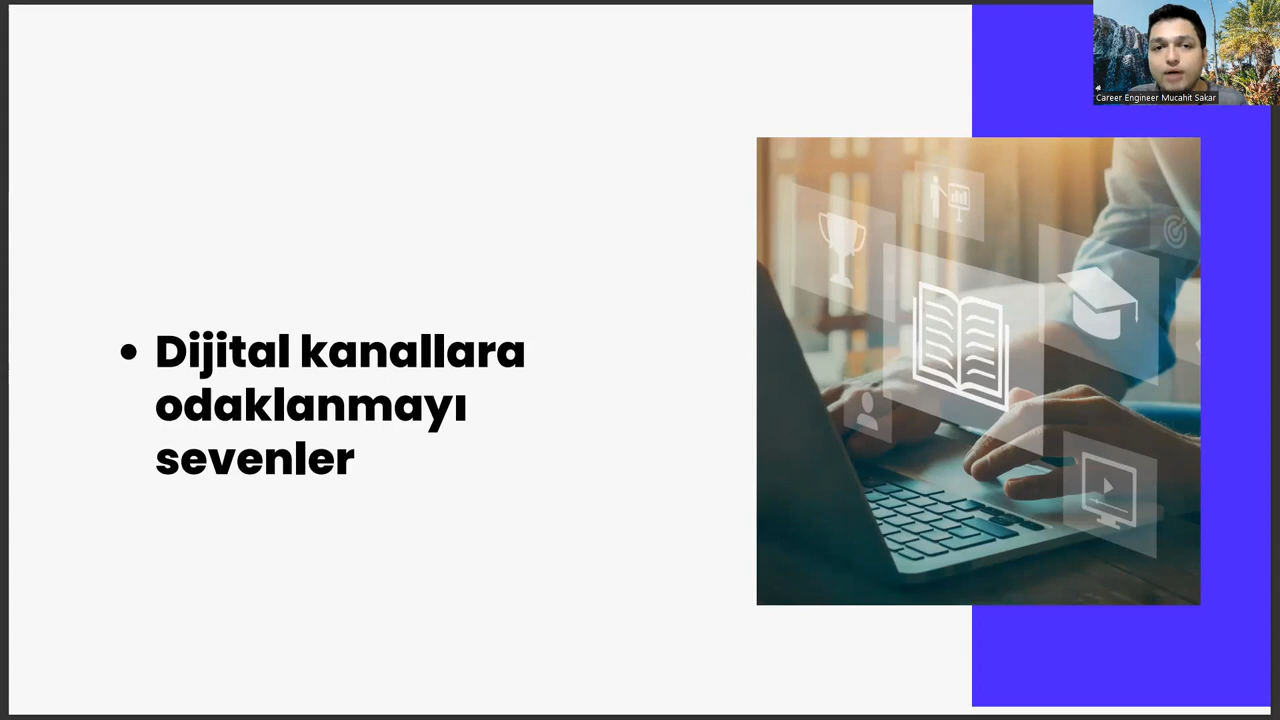 Career Engineer Mucahit Sakar
• Dijital kanallara
odaklanmayı
sevenler